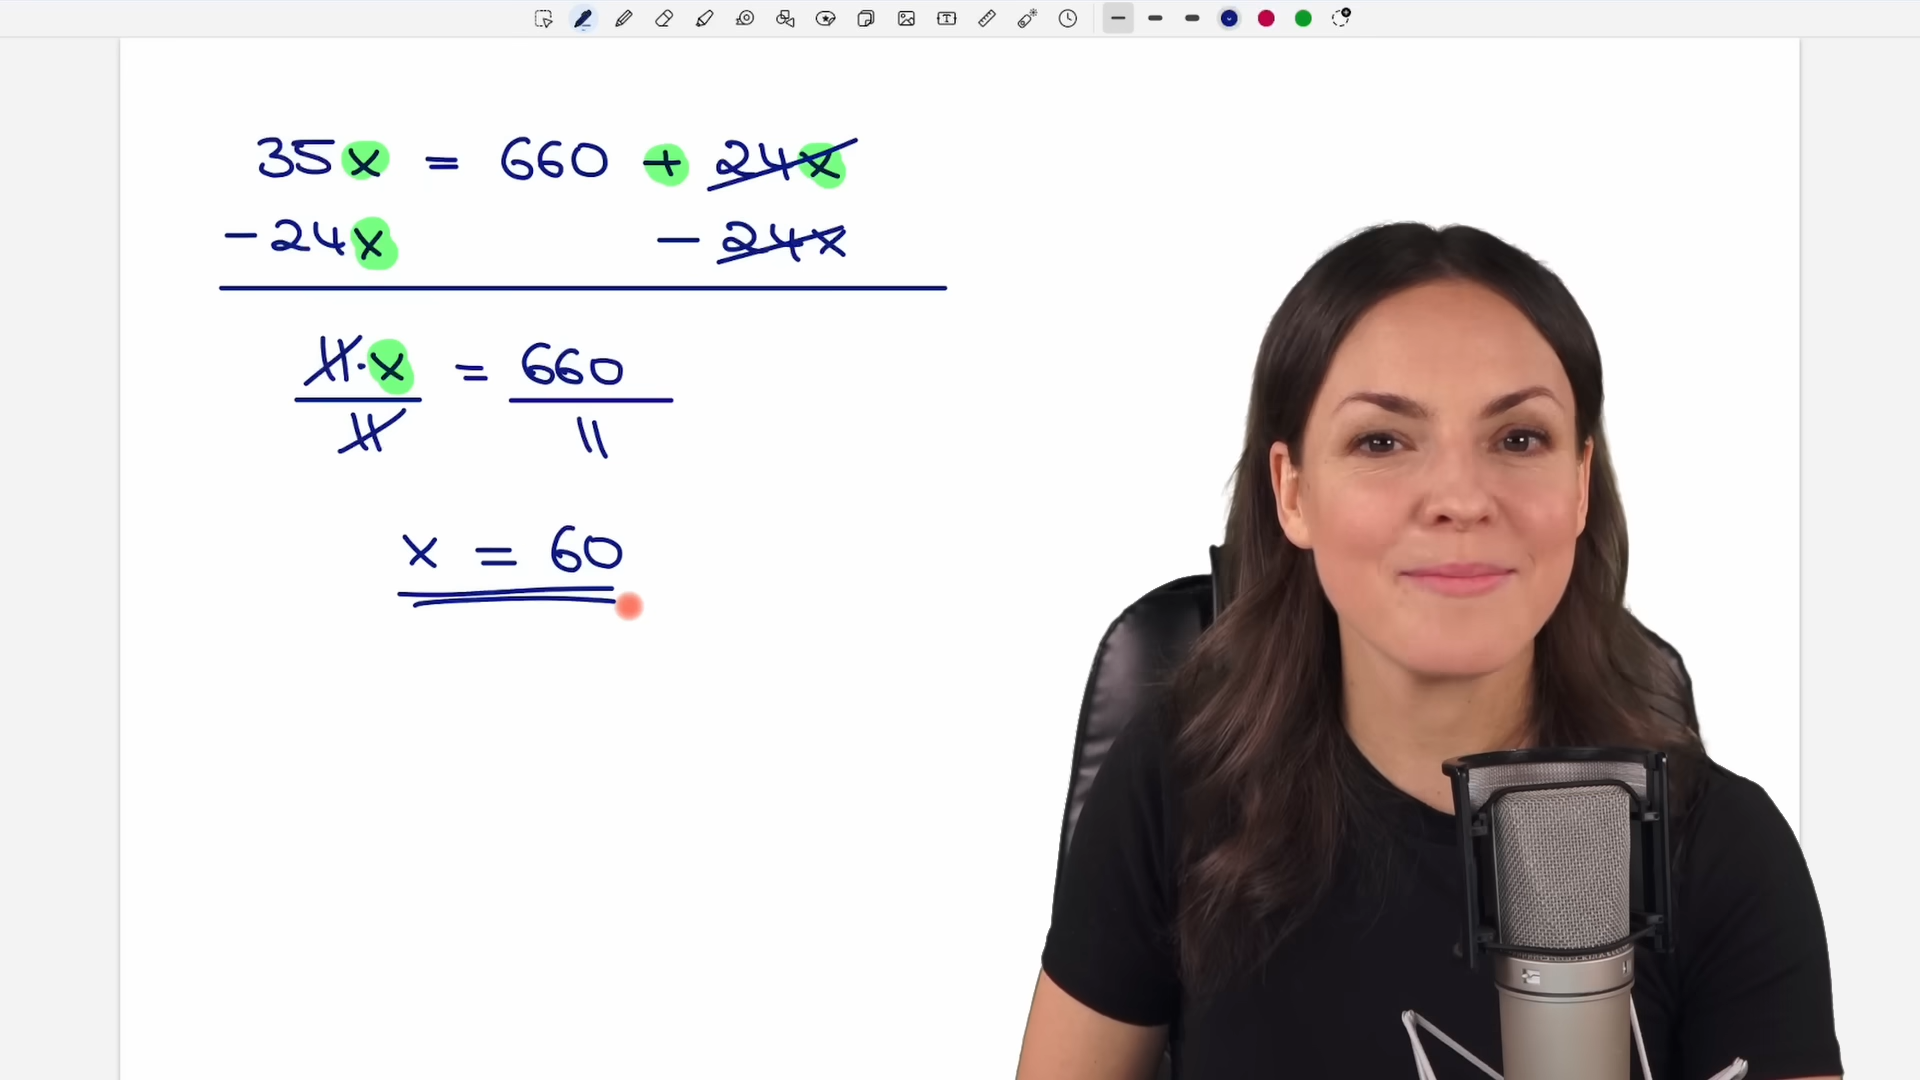 35x = 660 + 24x
- 24x - 24x
11·x = 660
11 11
x = 60